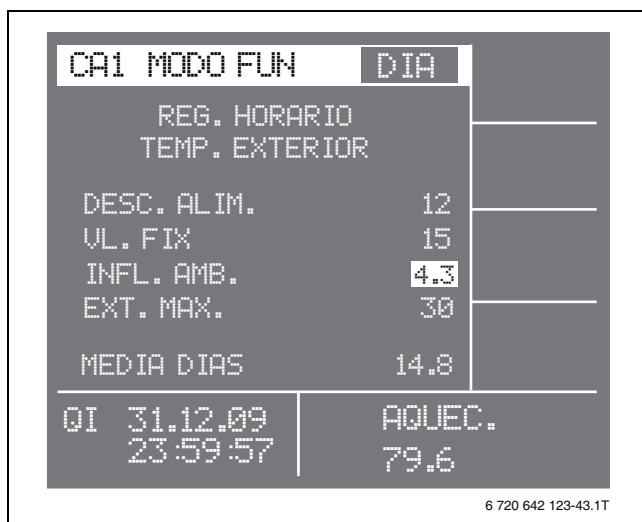 CA1 MODO FUN DIA
REG. HORARIO
TEMP. EXTERIOR
DESC. ALIM. 12
VL. FIX 15
INFL. AMB. 4.3
EXT. MAX. 30
MEDIA DIAS 14.8
QI 31.12.09
23:59:57
AQUEC.
79.6
6 720 642 123-43.1T